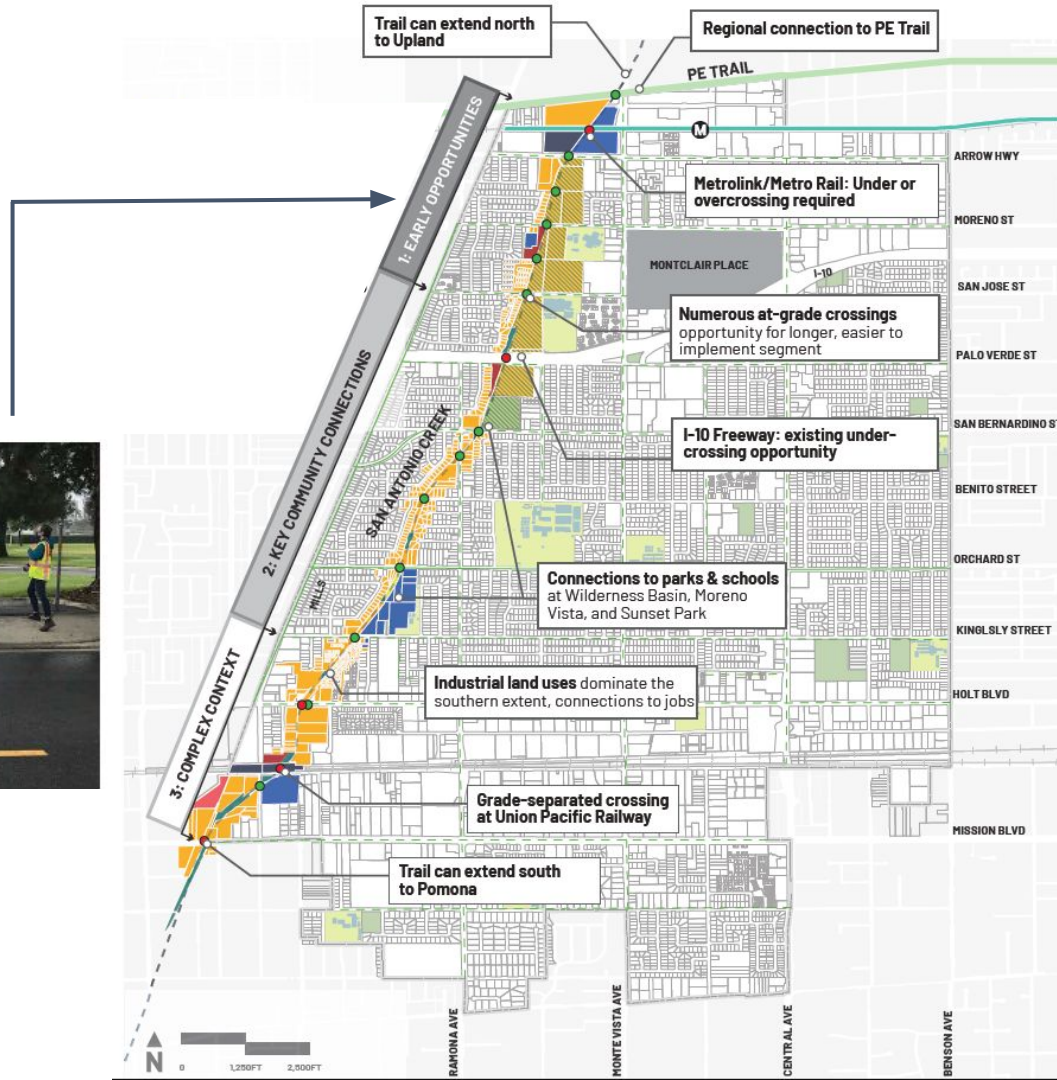 Trail can extend north
to Upland
Regional connection to PE Trail
PE TRAIL
M
ARROW HWY
1: EARLY OPPORTUNITIES
Metrolink/Metro Rail: Under or
overcrossing required
MORENO ST
MONTCLAIR PLACE
I-10
SAN JOSE ST
Numerous at-grade crossings
opportunity for longer, easier to
implement segment
PALO VERDE ST
2: KEY COMMUNITY CONNECTIONS
SAN ANTONIO CREEK
I-10 Freeway: existing under-
crossing opportunity
SAN BERNARDINO ST
BENITO STREET
ORCHARD ST
MILLS
Connections to parks & schools
at Wilderness Basin, Moreno
Vista, and Sunset Park
KINGLSLY STREET
3: COMPLEX CONTEXT
Industrial land uses dominate the
southern extent, connections to jobs
HOLT BLVD
Grade-separated crossing
at Union Pacific Railway
MISSION BLVD
Trail can extend south
to Pomona
RAMONA AVE
MONTE VISTA AVE
CENTRAL AVE
BENSON AVE
N
0 1,250FT 2,500FT